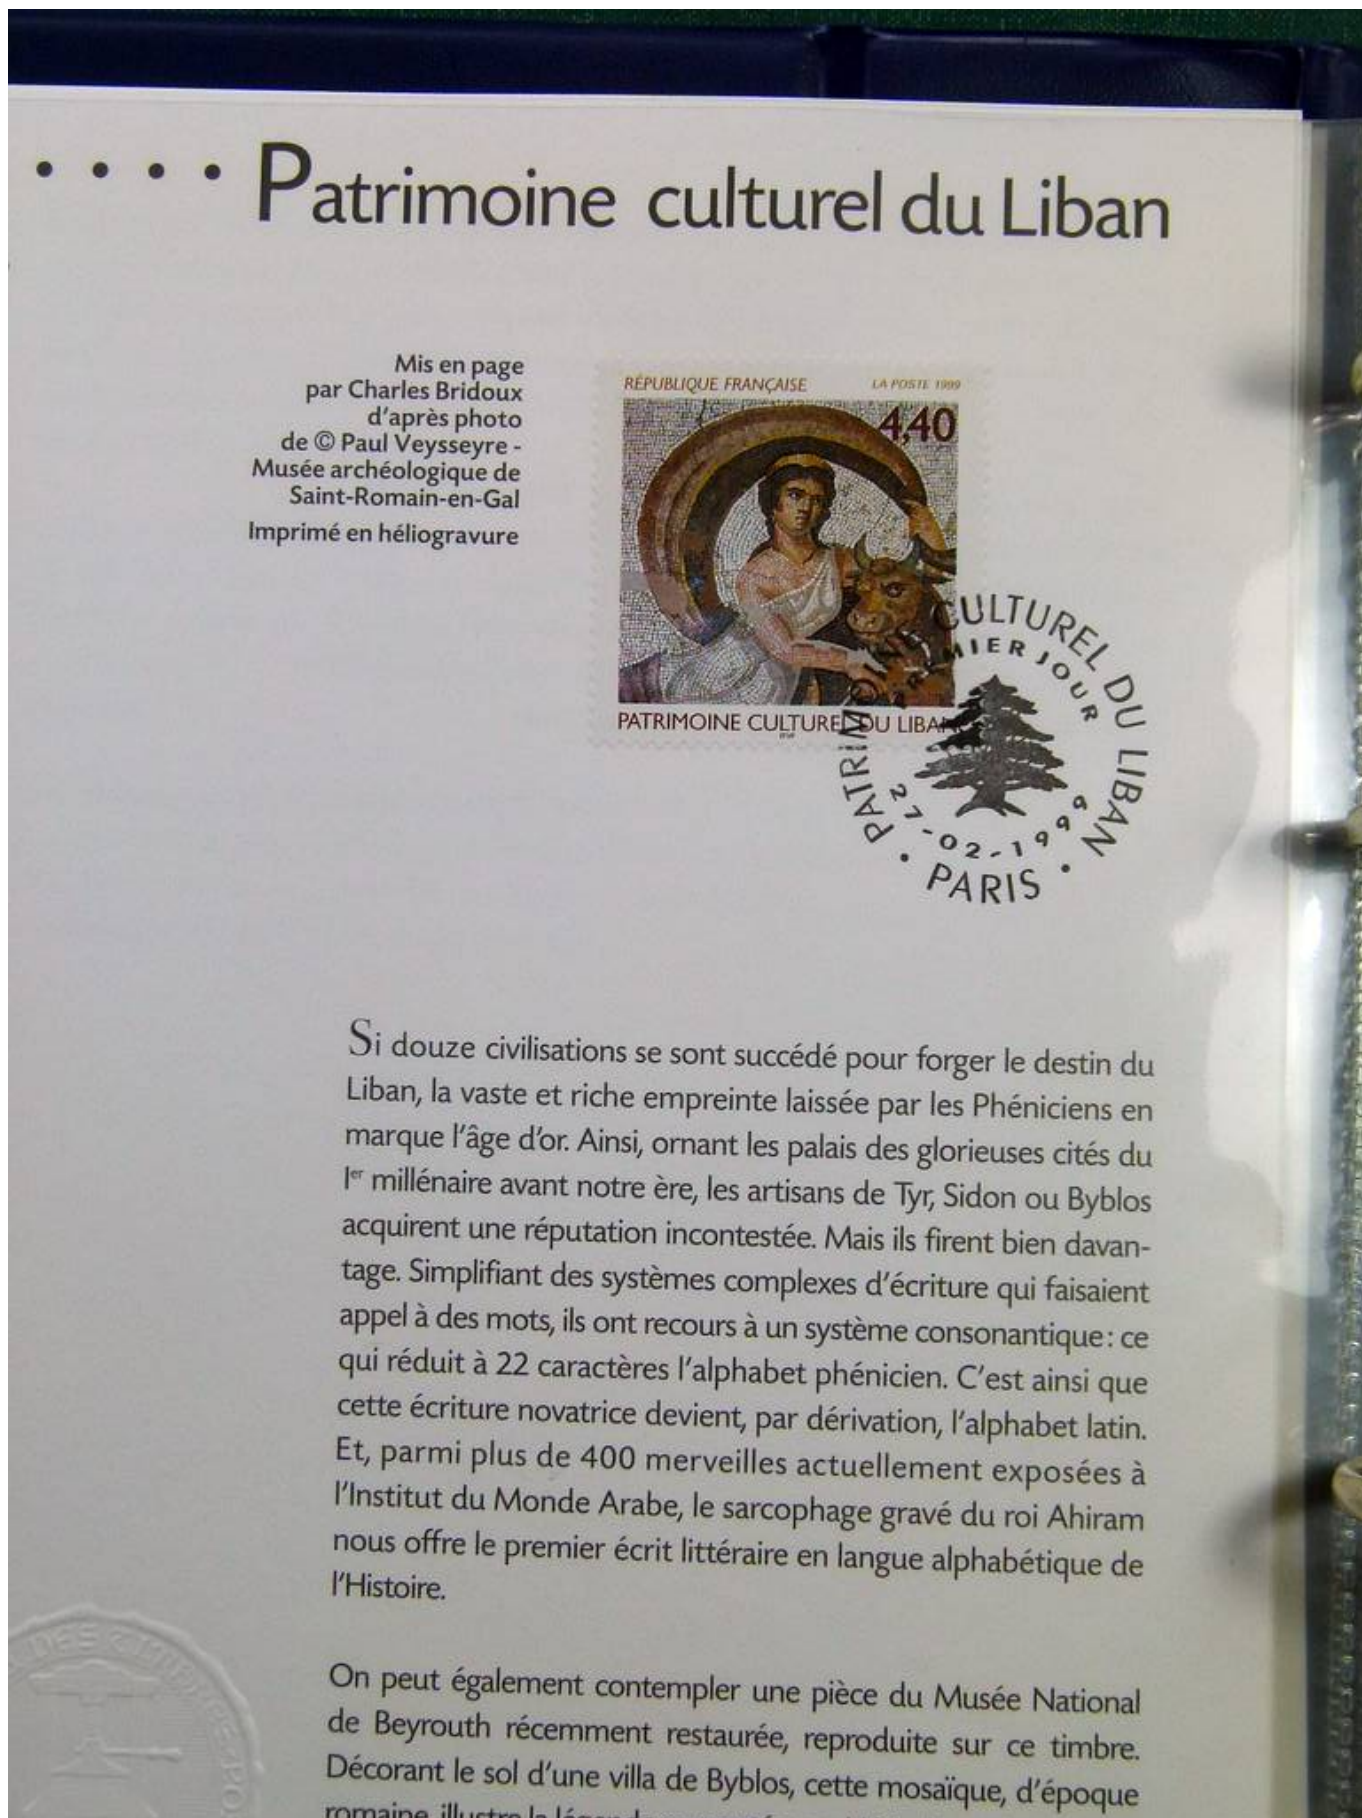 Patrimoine culturel du Liban
Mis en page
par Charles Bridoux
d'après photo
de © Paul Veysseyre -
Musée archéologique de
Saint-Romain-en-Gal
Imprimé en héliogravure
RÉPUBLIQUE FRANÇAISE LA POSTE 1999
4,40
PATRIMOINE CULTUREL DU LIBAN
PATRIMOINE CULTUREL DU LIBAN
PREMIER JOUR
27-02-1999
• PARIS •
Si douze civilisations se sont succédé pour forger le destin du
Liban, la vaste et riche empreinte laissée par les Phéniciens en
marque l'âge d'or. Ainsi, ornant les palais des glorieuses cités du
Ier millénaire avant notre ère, les artisans de Tyr, Sidon ou Byblos
acquirent une réputation incontestée. Mais ils firent bien davan-
tage. Simplifiant des systèmes complexes d'écriture qui faisaient
appel à des mots, ils ont recours à un système consonantique : ce
qui réduit à 22 caractères l'alphabet phénicien. C'est ainsi que
cette écriture novatrice devient, par dérivation, l'alphabet latin.
Et, parmi plus de 400 merveilles actuellement exposées à
l'Institut du Monde Arabe, le sarcophage gravé du roi Ahiram
nous offre le premier écrit littéraire en langue alphabétique de
l'Histoire.
DES TIMBRES-PO
On peut également contempler une pièce du Musée National
de Beyrouth récemment restaurée, reproduite sur ce timbre.
Décorant le sol d'une villa de Byblos, cette mosaïque, d'époque
romaine, illustre la